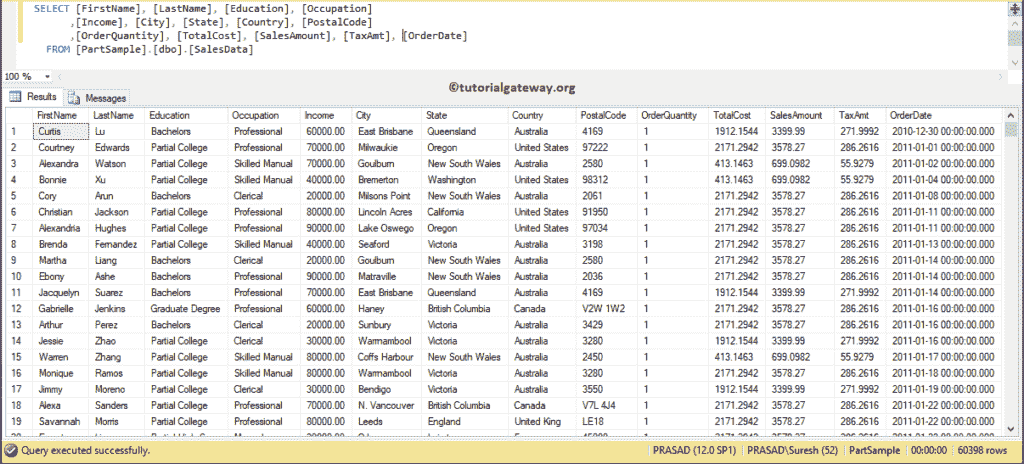 SELECT [FirstName], [LastName], [Education], [Occupation]
,[Income], [City], [State], [Country], [PostalCode]
,[OrderQuantity], [TotalCost], [SalesAmount], [TaxAmt], [OrderDate]
FROM [PartSample].[dbo].[SalesData]
100 %
©tutorialgateway.org
Results Messages
FirstName LastName Education Occupation Income City State Country PostalCode OrderQuantity TotalCost SalesAmount TaxAmt OrderDate
1 Curtis Lu Bachelors Professional 60000.00 East Brisbane Queensland Australia 4169 1 1912.1544 3399.99 271.9992 2010-12-30 00:00:00.000
2 Courtney Edwards Partial College Professional 70000.00 Milwaukie Oregon United States 97222 1 2171.2942 3578.27 286.2616 2011-01-01 00:00:00.000
3 Alexandra Watson Partial College Skilled Manual 70000.00 Goulburn New South Wales Australia 2580 1 413.1463 699.0982 55.9279 2011-01-02 00:00:00.000
4 Bonnie Xu Partial College Skilled Manual 40000.00 Bremerton Washington United States 98312 1 413.1463 699.0982 55.9279 2011-01-04 00:00:00.000
5 Cory Arun Bachelors Clerical 20000.00 Milsons Point New South Wales Australia 2061 1 2171.2942 3578.27 286.2616 2011-01-08 00:00:00.000
6 Christian Jackson Partial College Professional 80000.00 Lincoln Acres California United States 91950 1 2171.2942 3578.27 286.2616 2011-01-11 00:00:00.000
7 Alexandria Hughes Partial College Professional 90000.00 Lake Oswego Oregon United States 97034 1 2171.2942 3578.27 286.2616 2011-01-11 00:00:00.000
8 Brenda Fernandez Partial College Skilled Manual 40000.00 Seaford Victoria Australia 3198 1 2171.2942 3578.27 286.2616 2011-01-13 00:00:00.000
9 Martha Liang Bachelors Clerical 20000.00 Goulburn New South Wales Australia 2580 1 2171.2942 3578.27 286.2616 2011-01-14 00:00:00.000
10 Ebony Ashe Partial College Professional 90000.00 Matraville New South Wales Australia 2036 1 2171.2942 3578.27 286.2616 2011-01-14 00:00:00.000
11 Jacquelyn Suarez Bachelors Professional 70000.00 East Brisbane Queensland Australia 4169 1 1912.1544 3399.99 271.9992 2011-01-14 00:00:00.000
12 Gabrielle Jenkins Graduate Degree Professional 60000.00 Haney British Columbia Canada V2W 1W2 1 2171.2942 3578.27 286.2616 2011-01-16 00:00:00.000
13 Arthur Perez Bachelors Clerical 20000.00 Sunbury Victoria Australia 3429 1 2171.2942 3578.27 286.2616 2011-01-16 00:00:00.000
14 Jessie Zhao Partial College Clerical 30000.00 Warrnambool Victoria Australia 3280 1 1912.1544 3399.99 271.9992 2011-01-16 00:00:00.000
15 Warren Zhang Partial College Skilled Manual 80000.00 Coffs Harbour New South Wales Australia 2450 1 413.1463 699.0982 55.9279 2011-01-17 00:00:00.000
16 Monique Ramos Partial College Skilled Manual 80000.00 Warrnambool Victoria Australia 3280 1 2171.2942 3578.27 286.2616 2011-01-18 00:00:00.000
17 Jimmy Moreno Partial College Clerical 30000.00 Bendigo Victoria Australia 3550 1 1912.1544 3399.99 271.9992 2011-01-19 00:00:00.000
18 Alexa Sanders Partial College Professional 70000.00 N. Vancouver British Columbia Canada V7L 4J4 1 2171.2942 3578.27 286.2616 2011-01-22 00:00:00.000
19 Savannah Morris Partial College Professional 80000.00 Leeds England United King LE18 1 2171.2942 3578.27 286.2616 2011-01-22 00:00:00.000
Query executed successfully. PRASAD (12.0 SP1) PRASAD\Suresh (52) PartSample 00:00:00 60398 rows